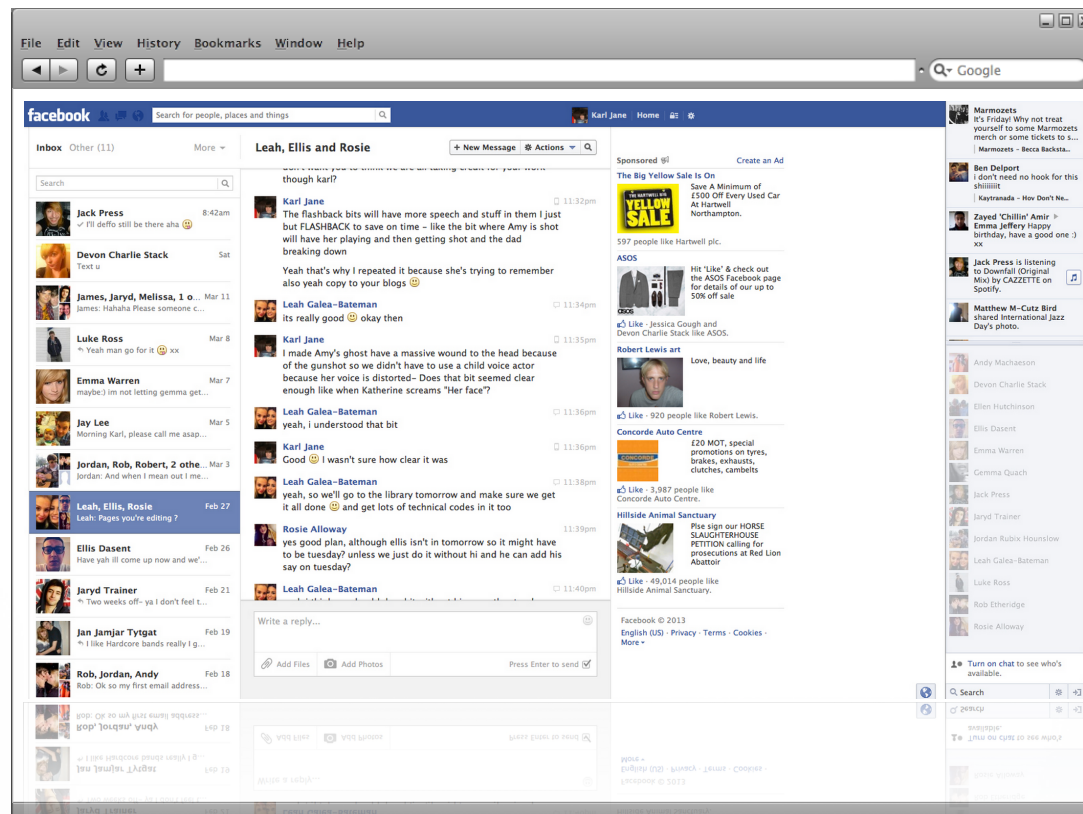 File Edit View History Bookmarks Window Help
Google
facebook
Search for people, places and things
Karl Jane Home
Inbox Other (11) More
Search
Jack Press 8:42am
I'll deffo still be there aha
Devon Charlie Stack Sat
Text u
James, Jaryd, Melissa, 1 o... Mar 11
James: Hahaha Please someone c...
Luke Ross Mar 8
Yeah man go for it xx
Emma Warren Mar 7
maybe:) im not letting gemma get...
Jay Lee Mar 5
Morning Karl, please call me asap...
Jordan, Rob, Robert, 2 othe... Mar 3
Jordan: And when I mean out I me...
Leah, Ellis, Rosie Feb 27
Leah: Pages you're editing ?
Ellis Dasent Feb 26
Have yah ill come up now and we'...
Jaryd Trainer Feb 21
Two weeks off- ya I don't feel t...
Jan Jamjar Tytgat Feb 19
I like Hardcore bands really I g...
Rob, Jordan, Andy Feb 18
Rob: Ok so my first email address...
Leah, Ellis and Rosie
+ New Message Actions
though karl?
Karl Jane 11:32pm
The flashback bits will have more speech and stuff in them I just
but FLASHBACK to save on time - like the bit where Amy is shot
will have her playing and then getting shot and the dad
breaking down
Yeah that's why I repeated it because she's trying to remember
also yeah copy to your blogs
Leah Galea-Bateman 11:34pm
its really good okay then
Karl Jane 11:35pm
I made Amy's ghost have a massive wound to the head because
of the gunshot so we didn't have to use a child voice actor
because her voice is distorted- Does that bit seemed clear
enough like when Katherine screams "Her face"?
Leah Galea-Bateman 11:36pm
yeah, i understood that bit
Karl Jane 11:36pm
Good I wasn't sure how clear it was
Leah Galea-Bateman 11:38pm
yeah, so we'll go to the library tomorrow and make sure we get
it all done and get lots of technical codes in it too
Rosie Alloway 11:39pm
yes good plan, although ellis isn't in tomorrow so it might have
to be tuesday? unless we just do it without hi and he can add his
say on tuesday?
Leah Galea-Bateman 11:40pm
Write a reply...
Add Files Add Photos Press Enter to send
Sponsored Create an Ad
The Big Yellow Sale Is On
THE HARTWELL BIG
YELLOW
SALE
Save A Minimum of
£500 Off Every Used Car
At Hartwell
Northampton.
597 people like Hartwell plc.
ASOS
asos
Hit 'Like' & check out
the ASOS Facebook page
for details of our up to
50% off sale
Like · Jessica Gough and
Devon Charlie Stack like ASOS.
Robert Lewis art
Love, beauty and life
Like · 920 people like Robert Lewis.
Concorde Auto Centre
CONCORDE
£20 MOT, special
promotions on tyres,
brakes, exhausts,
clutches, cambelts
Like · 3,987 people like
Concorde Auto Centre.
Hillside Animal Sanctuary
Plse sign our HORSE
SLAUGHTERHOUSE
PETITION calling for
prosecutions at Red Lion
Abattoir
Like · 49,014 people like
Hillside Animal Sanctuary.
Facebook © 2013
English (US) · Privacy · Terms · Cookies ·
More
Marmozets
It's Friday! Why not treat
yourself to some Marmozets
merch or some tickets to s...
Marmozets - Becca Backsta...
Ben Delport
i don't need no hook for this
shiiiiiit
Kaytranada - Hov Don't Ne...
Zayed 'Chillin' Amir
Emma Jeffery Happy
birthday, have a good one :)
xx
Jack Press is listening
to Downfall (Original
Mix) by CAZZETTE on
Spotify.
Matthew M-Cutz Bird
shared International Jazz
Day's photo.
Andy Machaeson
Devon Charlie Stack
Ellen Hutchinson
Ellis Dasent
Emma Warren
Gemma Quach
Jack Press
Jaryd Trainer
Jordan Rubix Hounslow
Leah Galea-Bateman
Luke Ross
Rob Etheridge
Rosie Alloway
Turn on chat to see who's
available.
Search